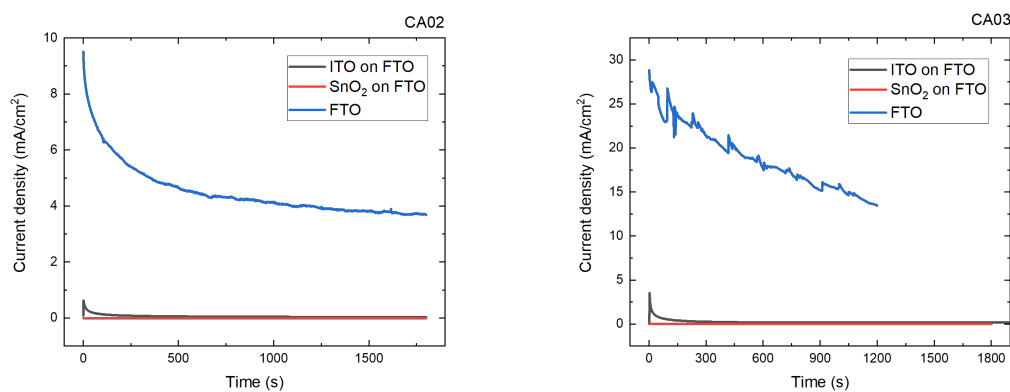 CA02
10
8
6
4
2
0
Current density (mA/cm²)
ITO on FTO
SnO₂ on FTO
FTO
0
500
1000
1500
Time (s)
CA03
30
25
20
15
10
5
0
Current density (mA/cm²)
ITO on FTO
SnO₂ on FTO
FTO
0
300
600
900
1200
1500
1800
Time (s)